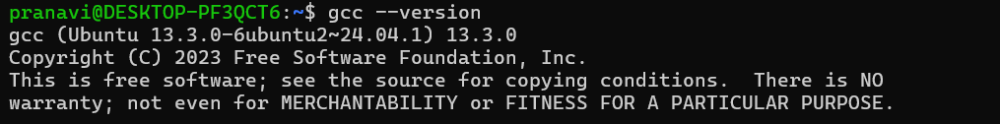 pranavi@DESKTOP-PF3QCT6:~$ gcc --version
gcc (Ubuntu 13.3.0-6ubuntu2~24.04.1) 13.3.0
Copyright (C) 2023 Free Software Foundation, Inc.
This is free software; see the source for copying conditions.  There is NO
warranty; not even for MERCHANTABILITY or FITNESS FOR A PARTICULAR PURPOSE.